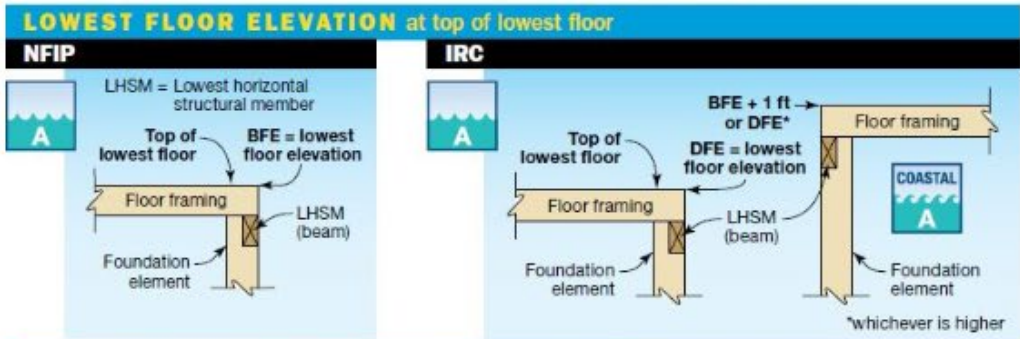 LOWEST FLOOR ELEVATION at top of lowest floor
NFIP
LHSM = Lowest horizontal
structural member
A
Top of
lowest floor
BFE = lowest
floor elevation
Floor framing
LHSM
(beam)
Foundation
element
IRC
A
Top of
lowest floor
BFE + 1 ft
or DFE*
DFE = lowest
floor elevation
Floor framing
Floor framing
LHSM
(beam)
COASTAL
A
Foundation
element
Foundation
element
*whichever is higher